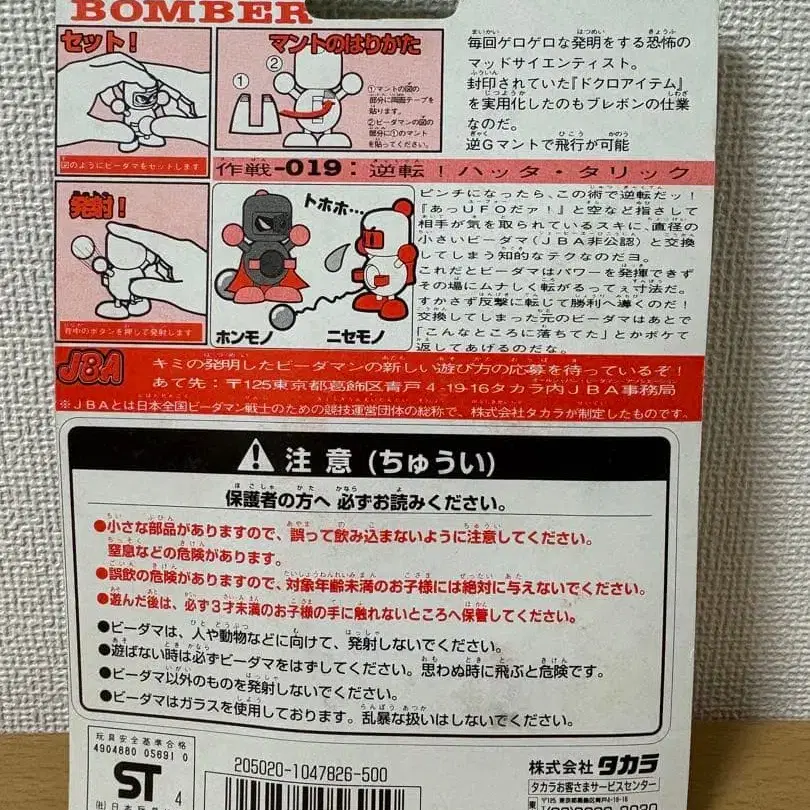 BOMBER
セット!
図のようにビーダマをセットします
マントのはりかた
①
②
①マントの図の
部分に両面テープを
貼ります。
②ビーダマンの図の
部分に①のマント
を貼ってください。
毎回ゲロゲロな発明をする恐怖の
マッドサイエンティスト。
封印されていた『ドクロアイテム』
を実用化したのもブレボンの仕業
なのだ。
逆Gマントで飛行が可能
作戦-019:逆転!ハッタ・タリック
発射!
背中のボタンを押して発射します
トホホ…
ホンモノ
ニセモノ
ピンチになったら、この術で逆転だッ!
『あっUFOだァ!』と空など指さして
相手が気を取られているスキに、直径の
小さいビーダマ(JBA非公認)と交換
してしまう知的なテクなのだヨ。
これだとビーダマはパワーを発揮できず
その場にムナしく転がるってぇ寸法だ。
すかさず反撃に転じて勝利へ導くのだ!
交換してしまった元のビーダマはあとで
「こんなところに落ちてた」とかボケて
返してあげるのだな。
JBA
キミの発明したビーダマンの新しい遊び方の応募を待っているぞ!
あて先:〒125東京都葛飾区青戸4-19-16タカラ内JBA事務局
※JBAとは日本全国ビーダマン戦士のための競技運営団体の総称で、株式会社タカラが制定したものです。
注意(ちゅうい)
保護者の方へ 必ずお読みください。
●小さな部品がありますので、誤って飲み込まないように注意してください。
窒息などの危険があります。
●誤飲の危険がありますので、対象年齢未満のお子様には絶対に与えないでください。
●遊んだ後は、必ず3才未満のお子様の手に触れないところへ保管してください。
●ビーダマは、人や動物などに向けて、発射しないでください。
●遊ばない時は必ずビーダマをはずしてください。思わぬ時に飛ぶと危険です。
●ビーダマ以外のものを発射しないでください。
●ビーダマはガラスを使用しております。乱暴な扱いはしないでください。
玩具安全基準合格
4904880 05691 0
ST
4
205020-1047826-500
株式会社 タカラ
タカラお客さまサービスセンター
〒125 東京都葛飾区青戸4-19-16